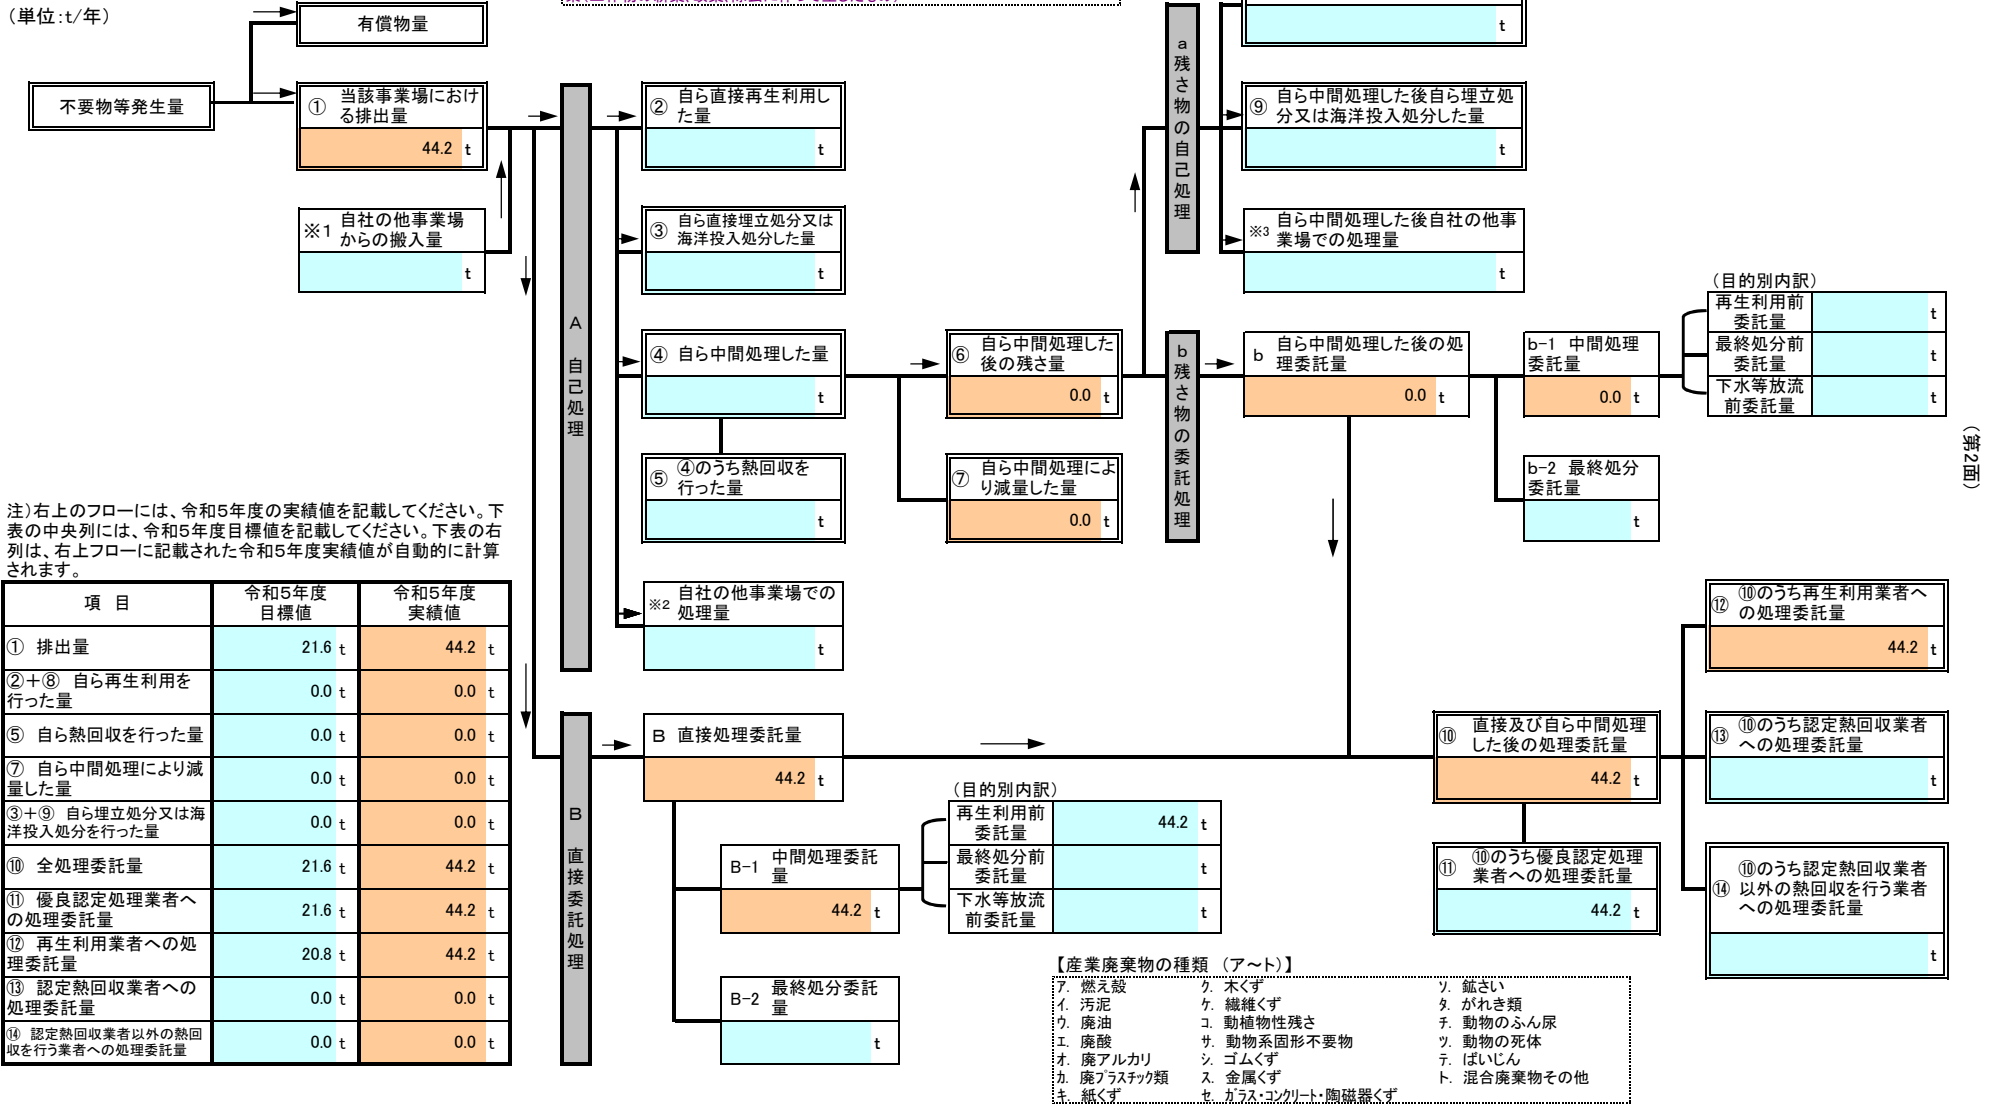 （単位：t/年）
有償物量
不要物等発生量
① 当該事業場におけ
る排出量
44.2 t
※1 自社の他事業場
からの搬入量
t
A 自己処理
② 自ら直接再生利用し
た量
t
③ 自ら直接埋立処分又は
海洋投入処分した量
t
④ 自ら中間処理した量
t
⑤ ④のうち熱回収を
行った量
t
※2 自社の他事業場での
処理量
t
⑥ 自ら中間処理した
後の残さ量
0.0 t
⑦ 自ら中間処理によ
り減量した量
0.0 t
a 残さ物の自己処理
t
⑨ 自ら中間処理した後自ら埋立処
分又は海洋投入処分した量
t
※3 自ら中間処理した後自社の他事
業場での処理量
t
b 残さ物の委託処理
b 自ら中間処理した後の処
理委託量
0.0 t
b-1 中間処理
委託量
0.0 t
b-2 最終処分
委託量
t
（目的別内訳）
再生利用前
委託量 t
最終処分前
委託量 t
下水等放流
前委託量 t
（第2面）
注）右上のフローには、令和5年度の実績値を記載してください。下
表の中央列には、令和5年度目標値を記載してください。下表の右
列は、右上フローに記載された令和5年度実績値が自動的に計算
されます。
項 目 令和5年度 目標値 令和5年度 実績値
① 排出量 21.6 t 44.2 t
②＋⑧ 自ら再生利用を
行った量 0.0 t 0.0 t
⑤ 自ら熱回収を行った量 0.0 t 0.0 t
⑦ 自ら中間処理により減
量した量 0.0 t 0.0 t
③＋⑨ 自ら埋立処分又は海
洋投入処分を行った量 0.0 t 0.0 t
⑩ 全処理委託量 21.6 t 44.2 t
⑪ 優良認定処理業者へ
の処理委託量 21.6 t 44.2 t
⑫ 再生利用業者への処
理委託量 20.8 t 44.2 t
⑬ 認定熱回収業者への
処理委託量 0.0 t 0.0 t
⑭ 認定熱回収業者以外の熱回
収を行う業者への処理委託量 0.0 t 0.0 t
B 直接委託処理
B 直接処理委託量
44.2 t
B-1 中間処理委託
量
44.2 t
B-2 最終処分委託
量
t
（目的別内訳）
再生利用前
委託量 44.2 t
最終処分前
委託量 t
下水等放流
前委託量 t
⑩ 直接及び自ら中間処理
した後の処理委託量
44.2 t
⑪ ⑩のうち優良認定処理
業者への処理委託量
44.2 t
⑫ ⑩のうち再生利用業者へ
の処理委託量
44.2 t
⑬ ⑩のうち認定熱回収業者
への処理委託量
t
⑭ ⑩のうち認定熱回収業者
以外の熱回収を行う業者
への処理委託量
t
【産業廃棄物の種類 （ア～ト）】
ア. 燃え殻 ク. 木くず ソ. 鉱さい
イ. 汚泥 ケ. 繊維くず タ. がれき類
ウ. 廃油 コ. 動植物性残さ チ. 動物のふん尿
エ. 廃酸 サ. 動物系固形不要物 ツ. 動物の死体
オ. 廃アルカリ シ. ゴムくず テ. ばいじん
カ. 廃プラスチック類 ス. 金属くず ト. 混合廃棄物その他
キ. 紙くず セ. ガラス・コンクリート・陶磁器くず